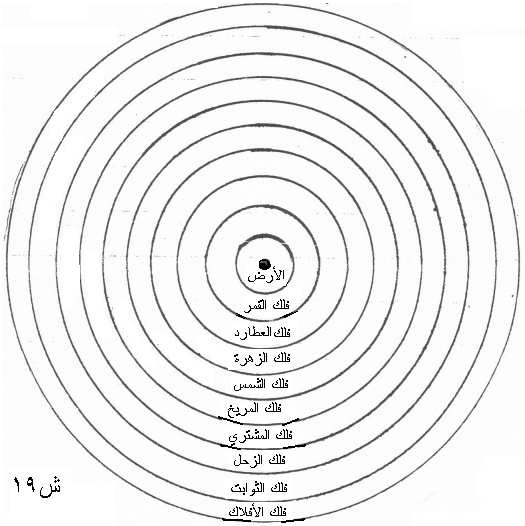 الأرض
فلك القمر
فلك العطارد
فلك الزهرة
فلك الشمس
فلك المريخ
فلك المشتري
فلك الزحل
فلك الثوابت
فلك الأفلاك
ش١٩